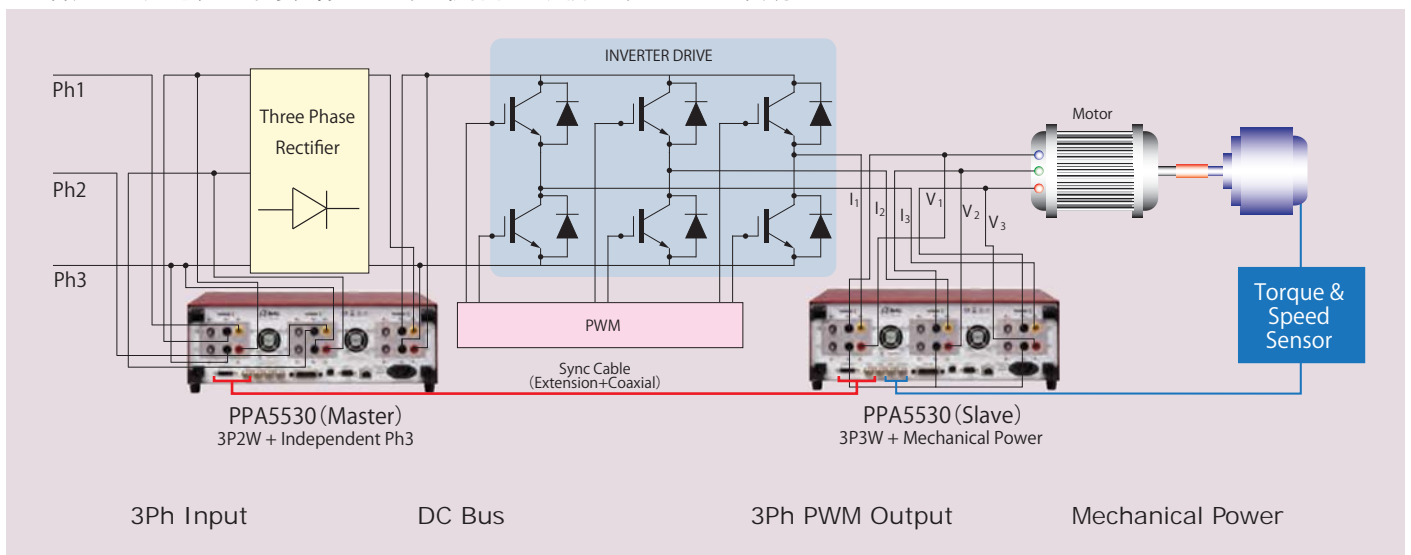 INVERTER DRIVE
Ph1
Three Phase
Rectifier
Motor
Ph2
I1
I2
I3
V1
V2
V3
Ph3
PWM
Torque &
Speed
Sensor
Sync Cable
(Extension+Coaxial)
PPA5530(Master)
3P2W + Independent Ph3
PPA5530(Slave)
3P3W + Mechanical Power
3Ph Input
DC Bus
3Ph PWM Output
Mechanical Power